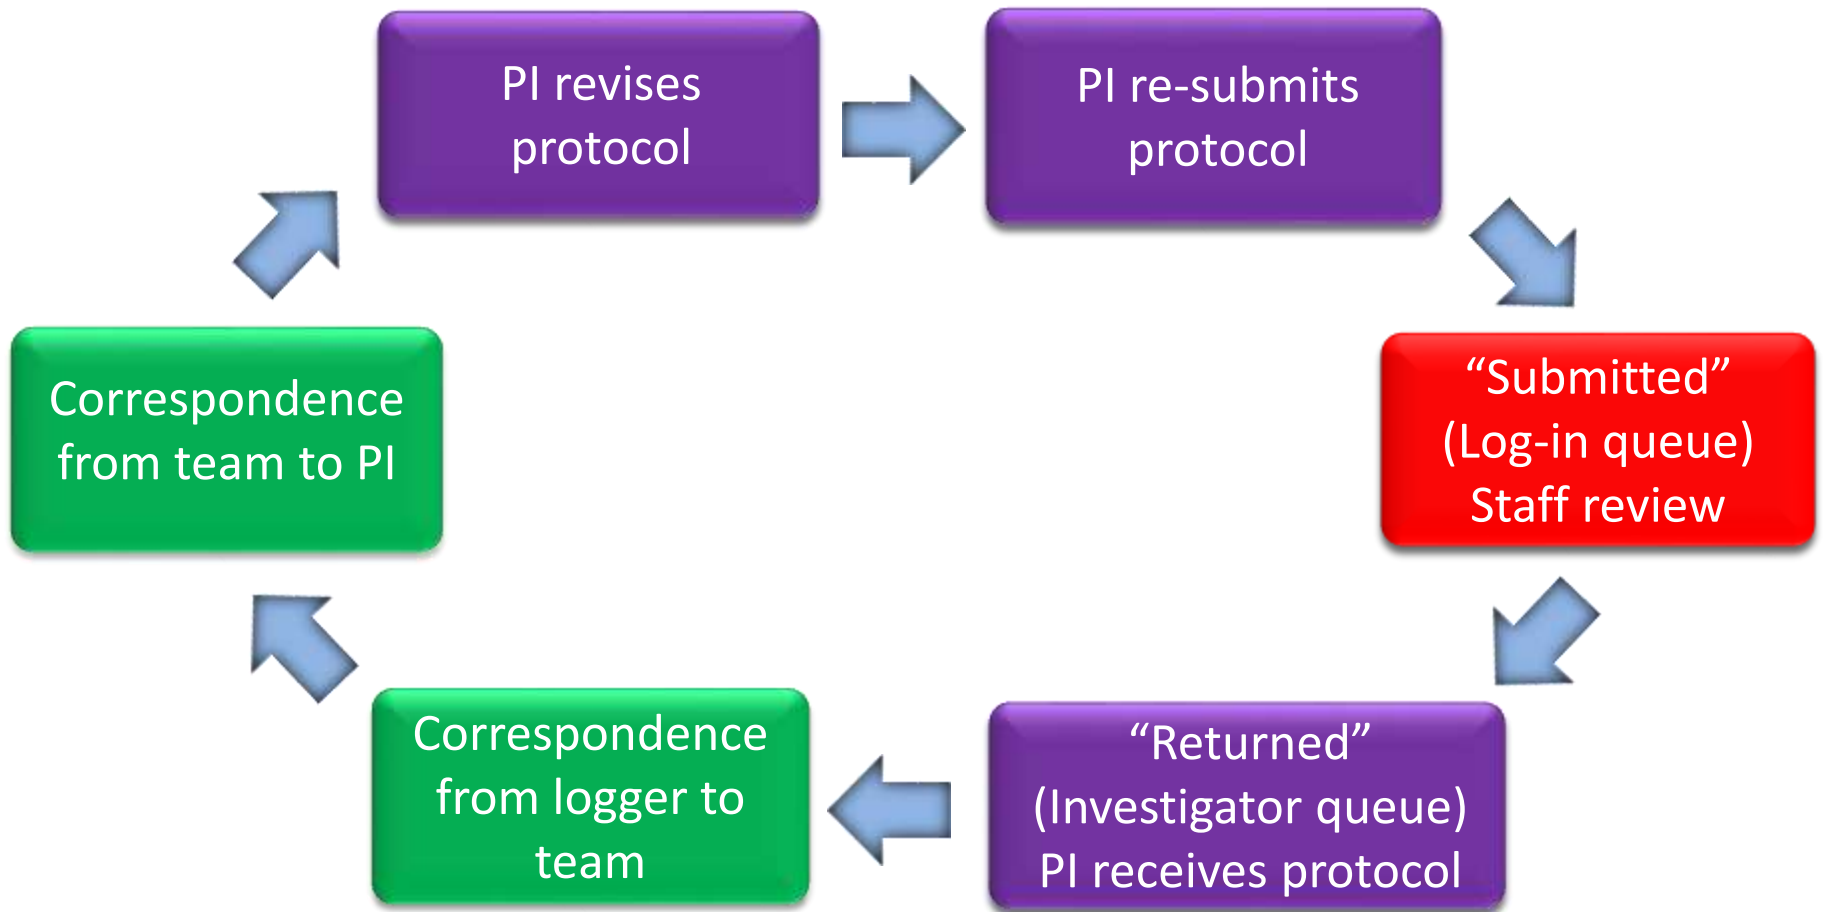 PI revises
protocol
PI re-submits
protocol
“Submitted”
(Log-in queue)
Staff review
“Returned”
(Investigator queue)
PI receives protocol
Correspondence
from logger to
team
Correspondence
from team to PI